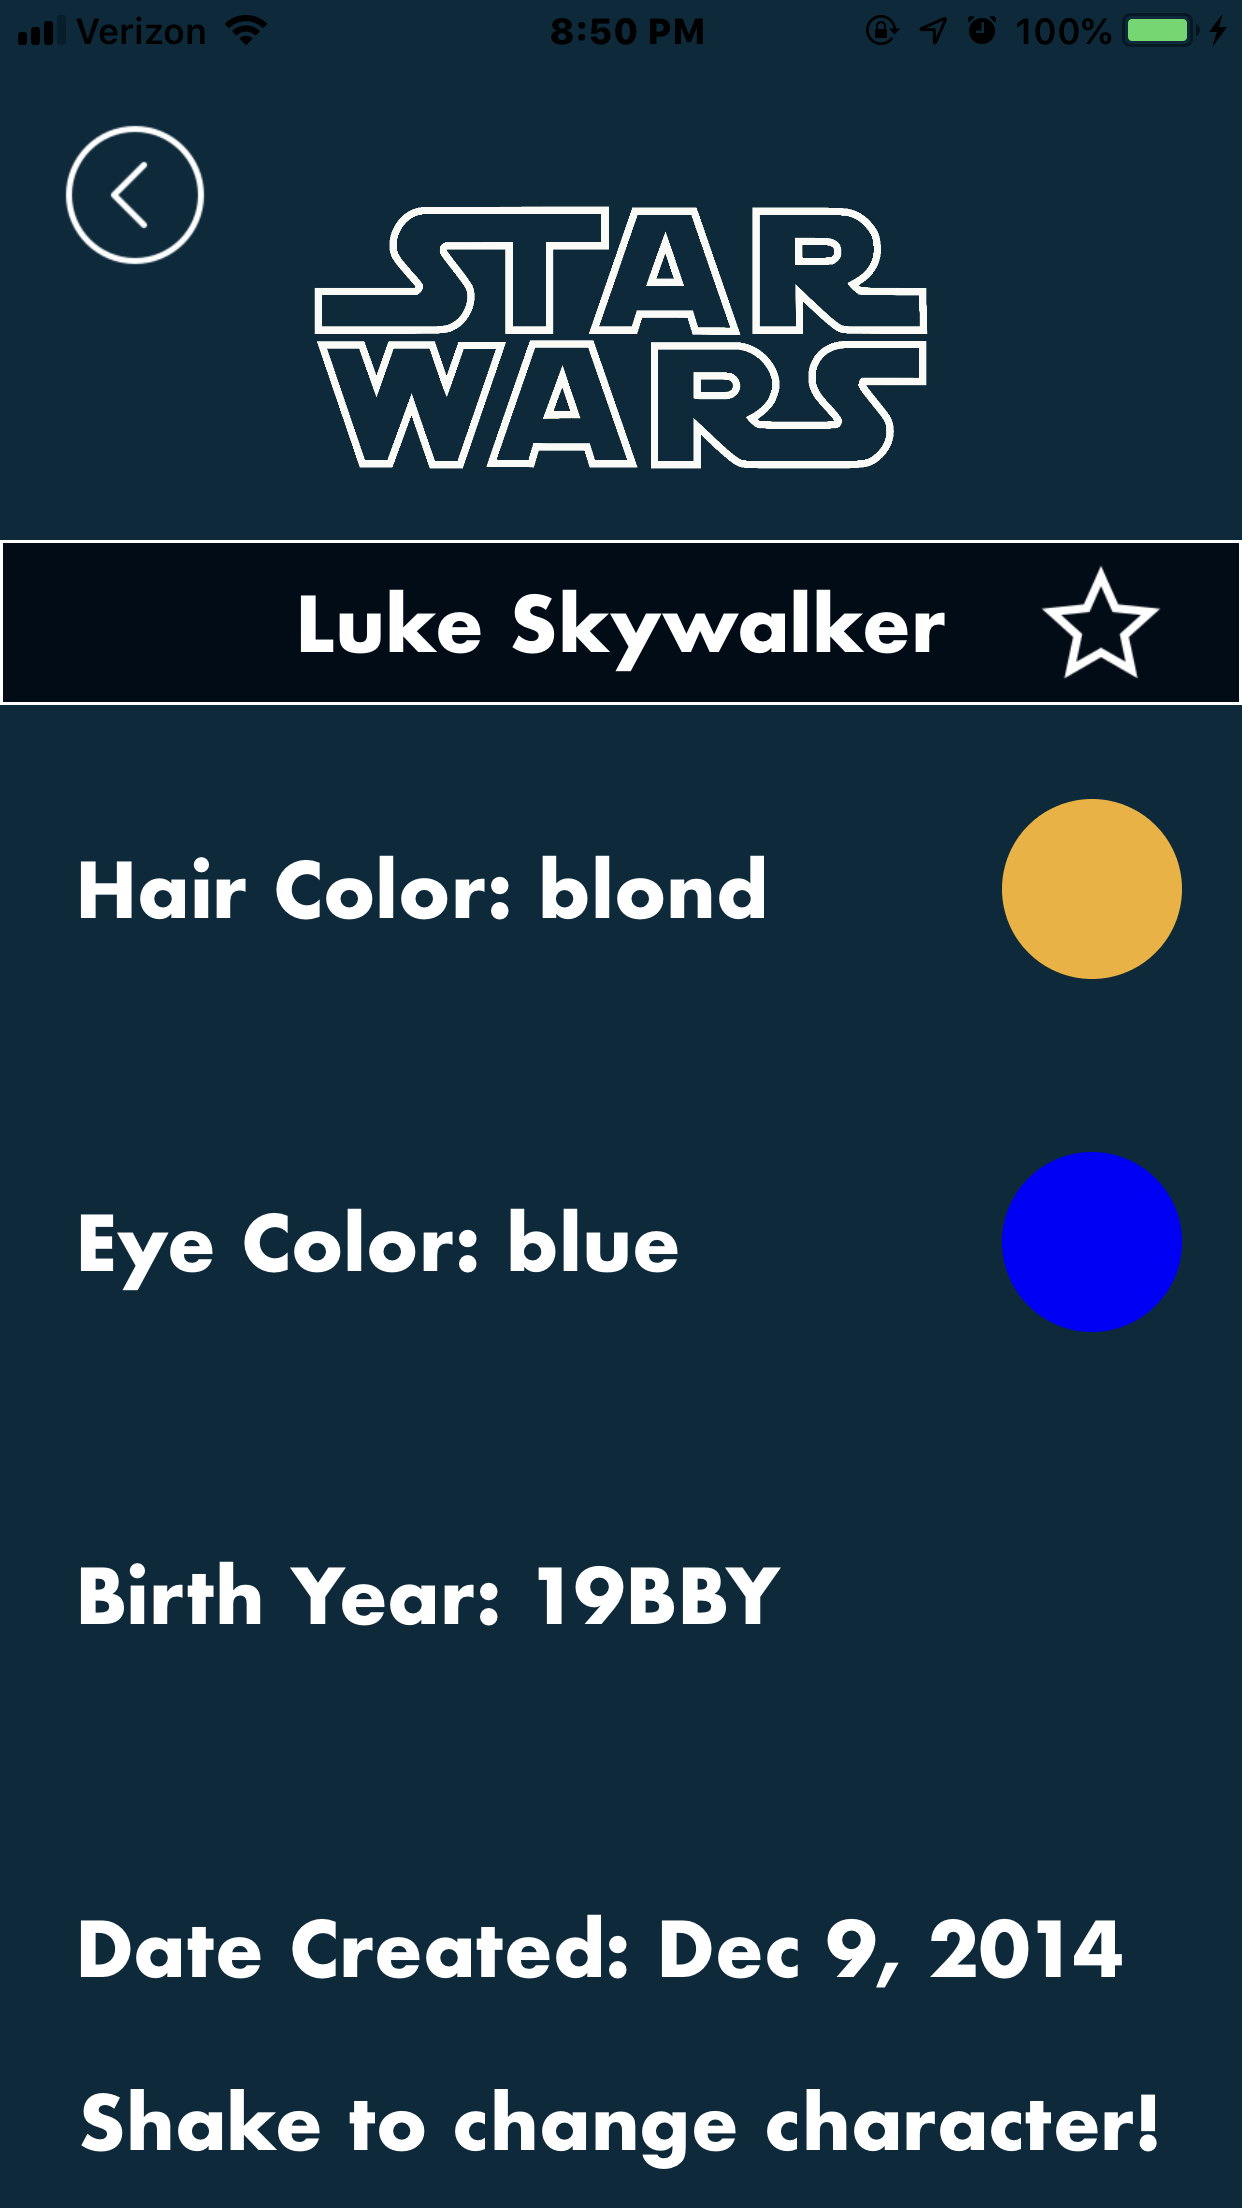 Verizon 8:50 PM 100%
STAR
WARS
Luke Skywalker
Hair Color: blond
Eye Color: blue
Birth Year: 19BBY
Date Created: Dec 9, 2014
Shake to change character!